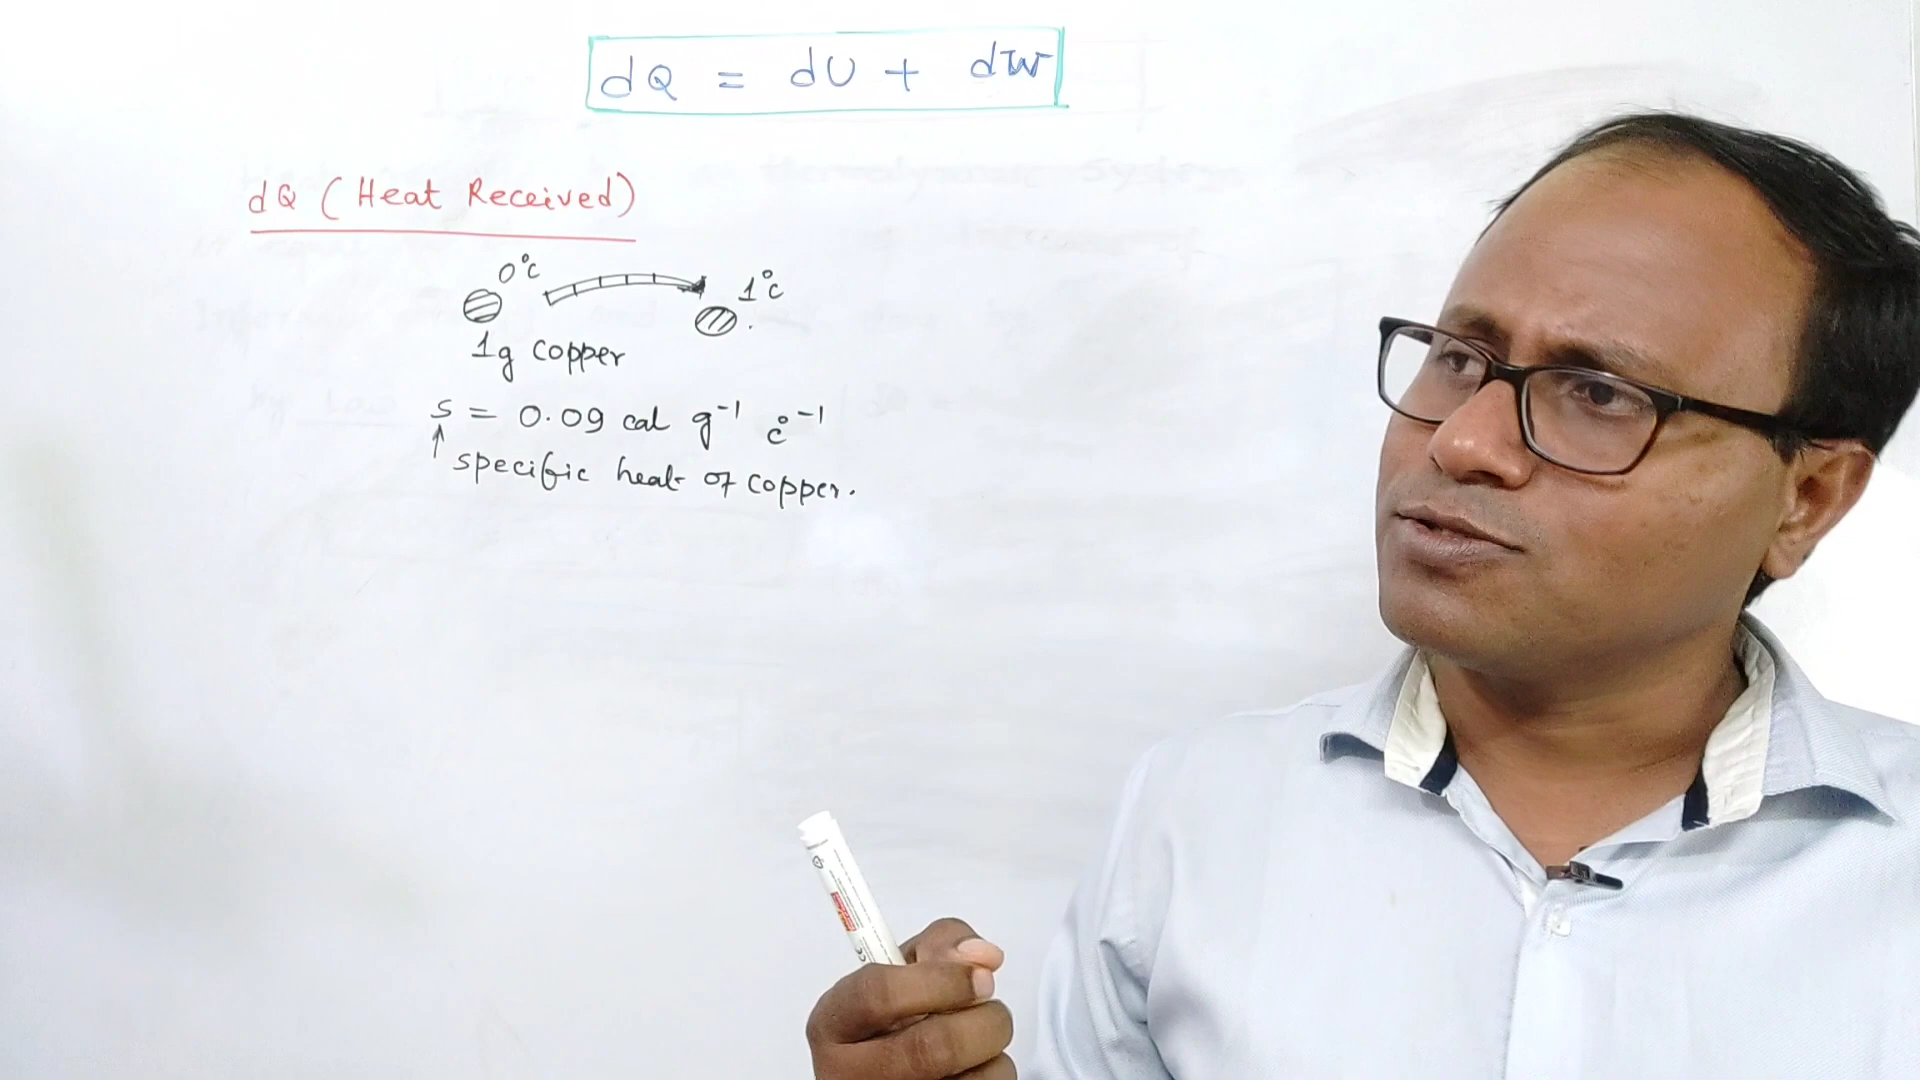 dQ = dU + dW
dQ (Heat Received)
0°c 1°c
1g copper
s = 0.09 cal g⁻¹ °c⁻¹
↑ specific heat of copper.